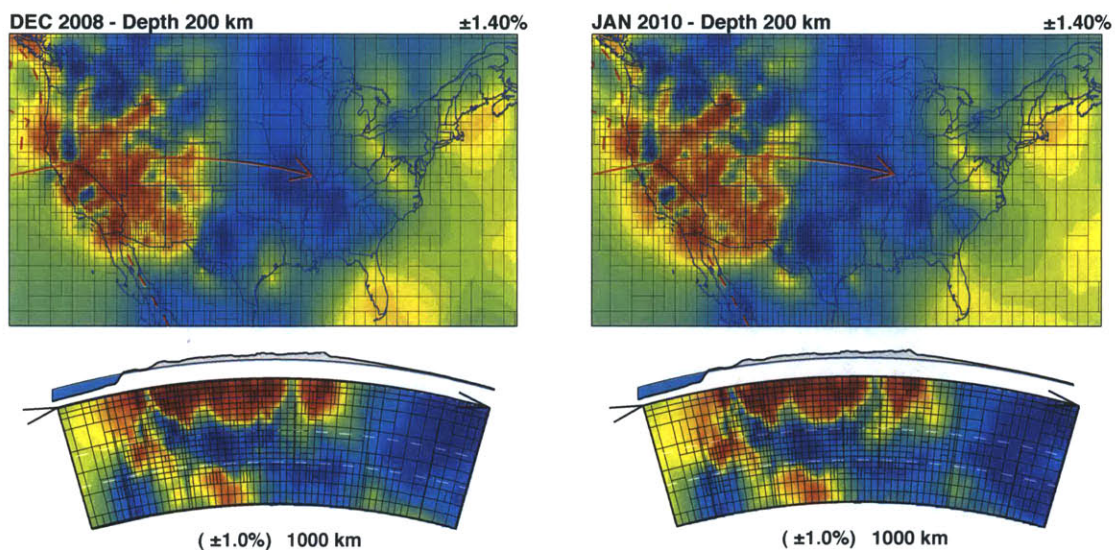 DEC 2008 - Depth 200 km ±1.40%
JAN 2010 - Depth 200 km ±1.40%
( ±1.0%) 1000 km
( ±1.0%) 1000 km